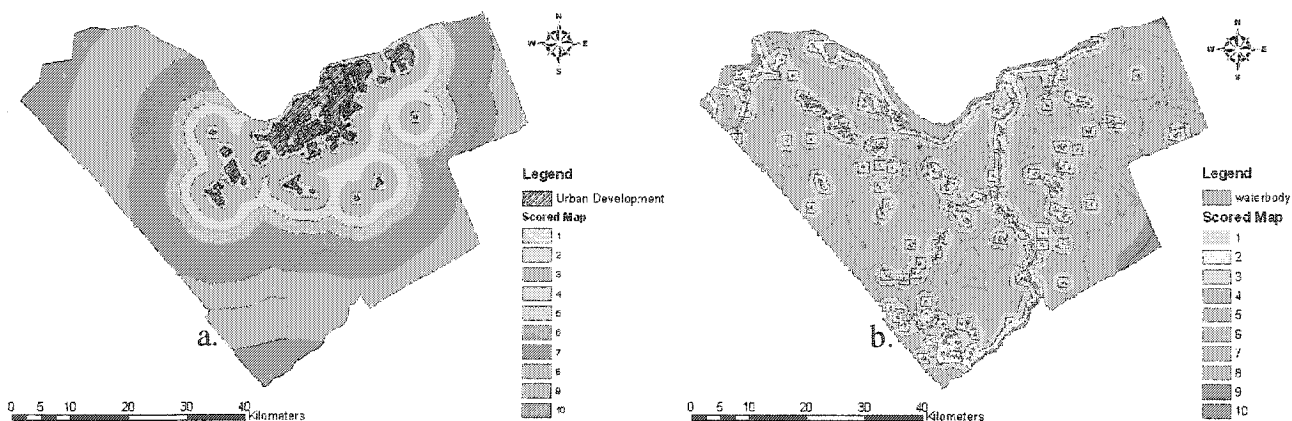 N
W E
S
Legend
Urban Development
Scored Map
1
2
3
4
5
6
7
8
9
10
a.
0 5 10 20 30 40
Kilometers
N
W E
S
Legend
waterbody
Scored Map
1
2
3
4
5
6
7
8
9
10
b.
0 5 10 20 30 40
Kilometers